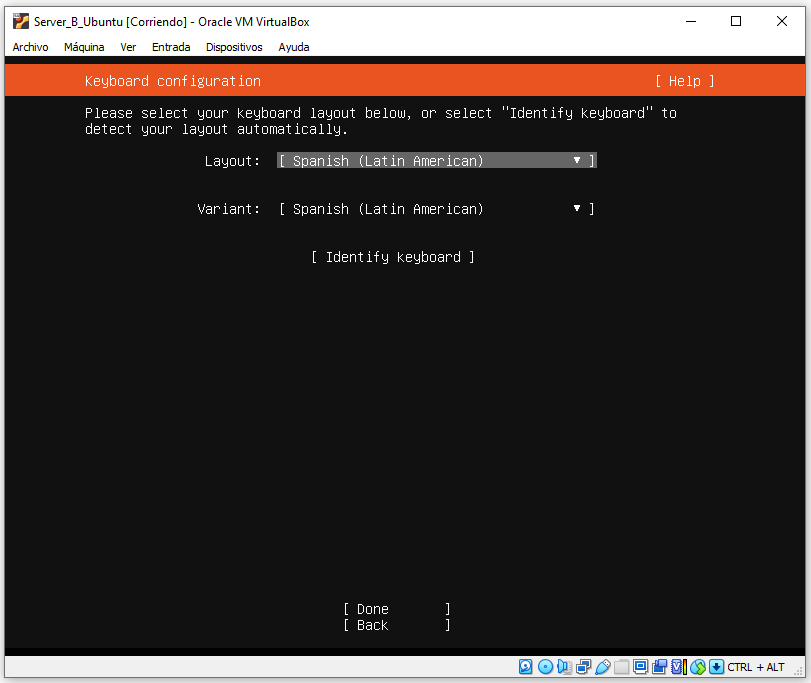 Server_B_Ubuntu [Corriendo] - Oracle VM VirtualBox
Archivo Máquina Ver Entrada Dispositivos Ayuda
Keyboard configuration [ Help ]
Please select your keyboard layout below, or select "Identify keyboard" to
detect your layout automatically.
Layout: [ Spanish (Latin American) ▾ ]
Variant: [ Spanish (Latin American) ▾ ]
[ Identify keyboard ]
[ Done ]
[ Back ]
CTRL + ALT